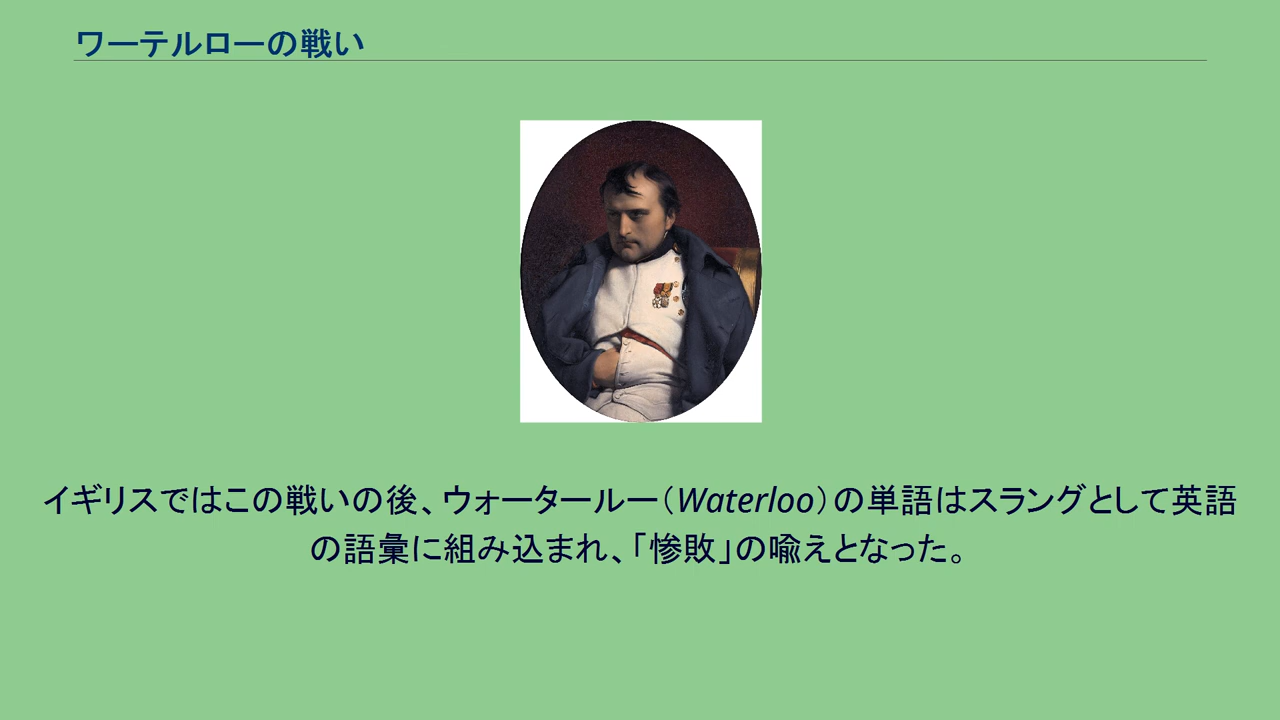 ワーテルローの戦い
イギリスではこの戦いの後、ウォータールー（Waterloo）の単語はスラングとして英語
の語彙に組み込まれ、「惨敗」の喩えとなった。